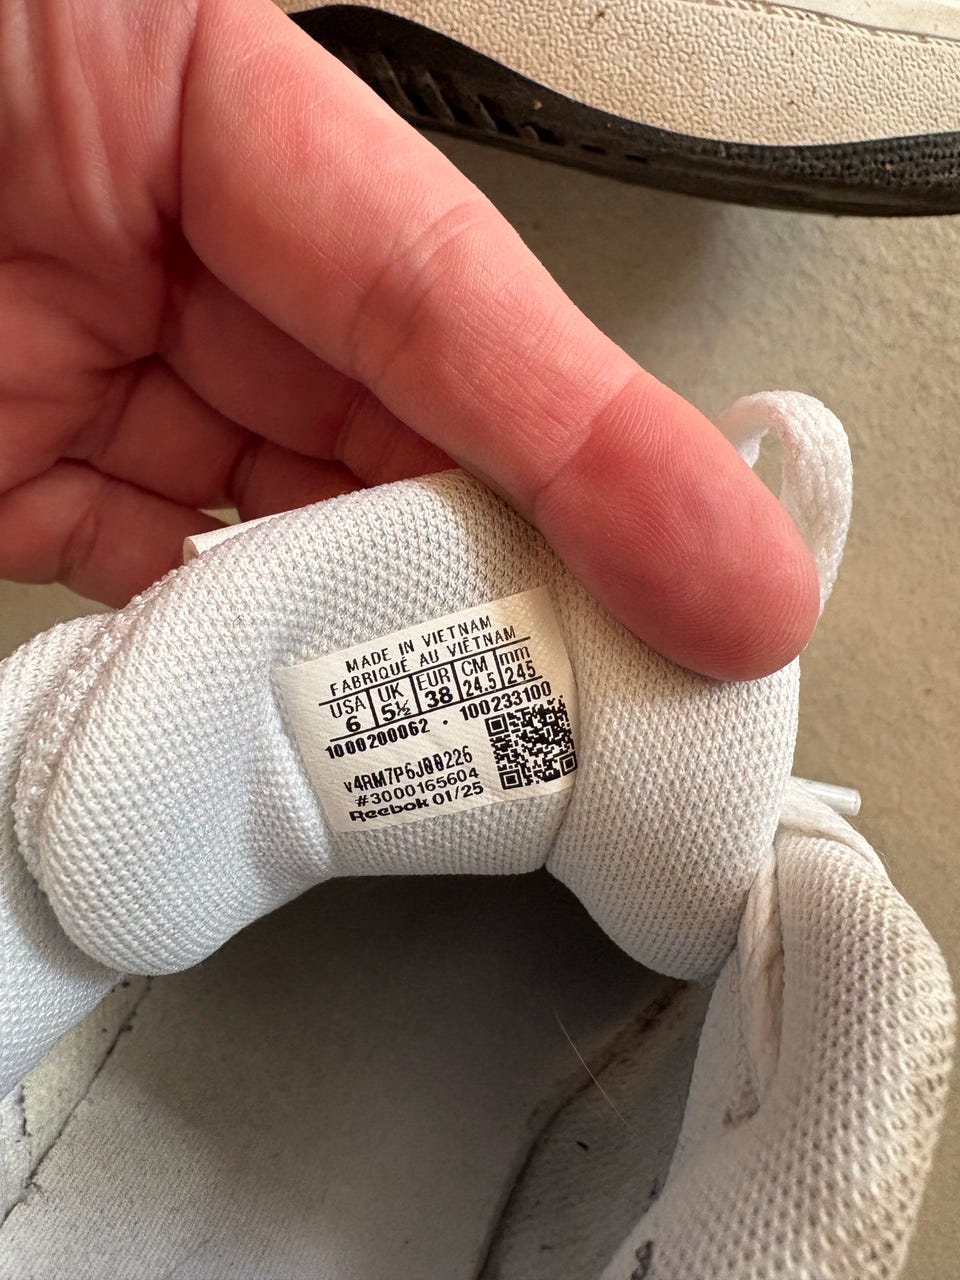 MADE IN VIETNAM
FABRIQUÉ AU VIÊTNAM
USA UK EUR CM mm
6 5½ 38 24.5 245
1000200062 · 100233100
v4RM7P6J00226
#3000165604
Reebok 01/25